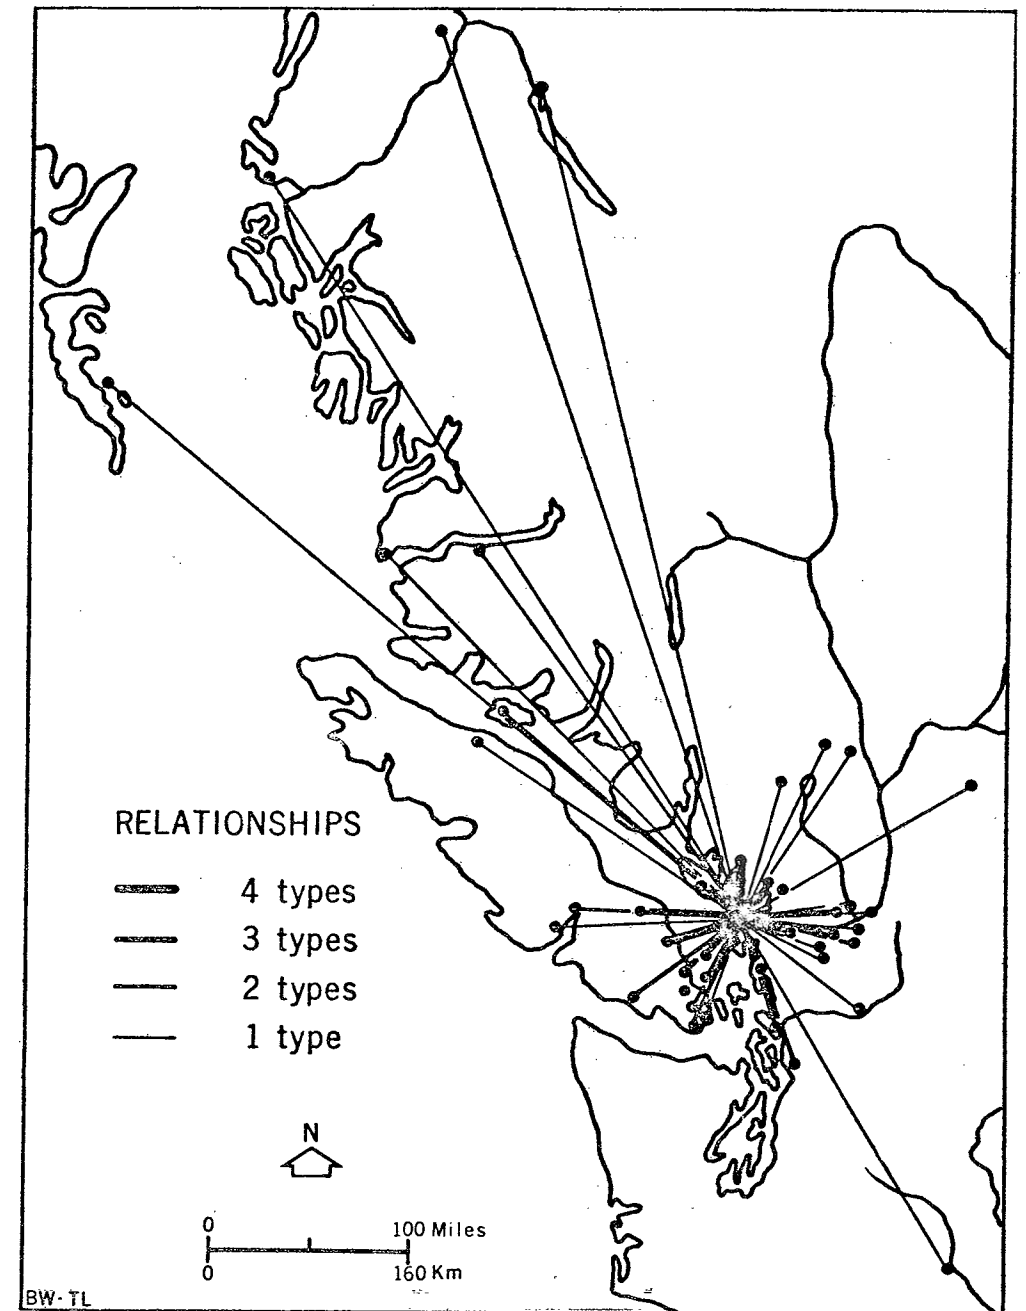 RELATIONSHIPS
4 types
3 types
2 types
1 type
N
0 100 Miles
0 160 Km
BW-TL